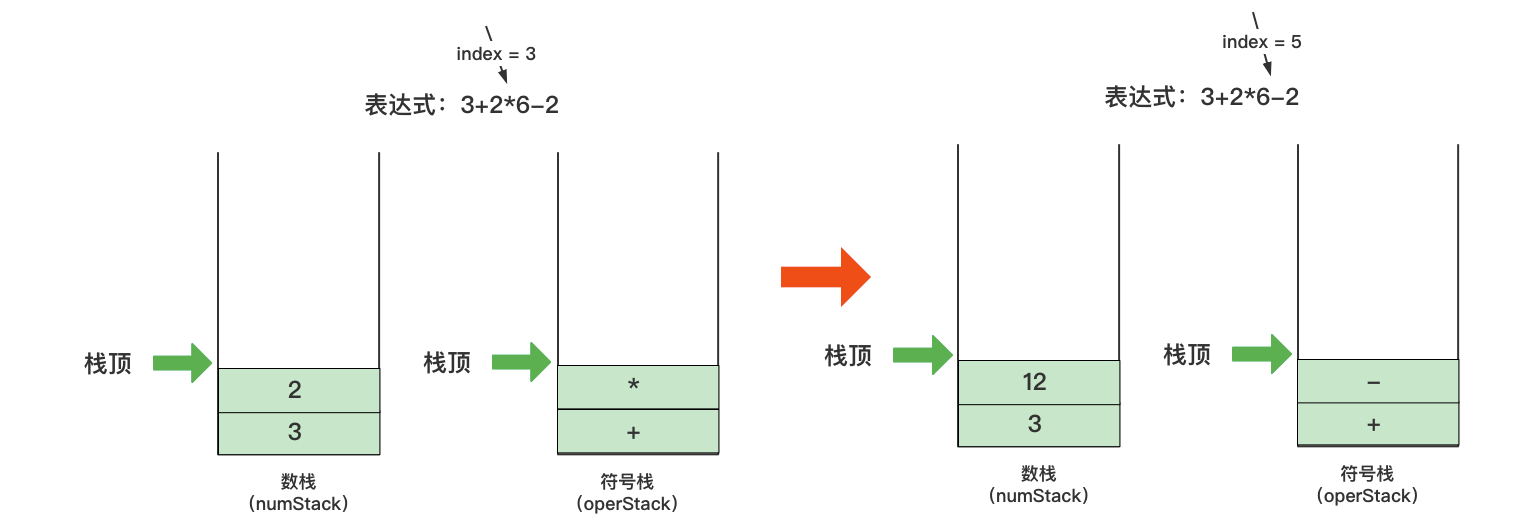 index = 3
表达式：3+2*6−2
栈顶
2
3
数栈
（numStack）
栈顶
*
+
符号栈
（operStack）
index = 5
表达式：3+2*6−2
栈顶
12
3
数栈
（numStack）
栈顶
−
+
符号栈
（operStack）